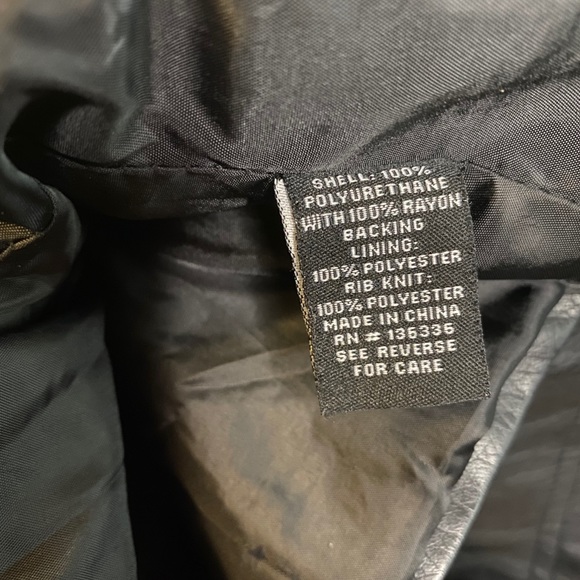 SHELL: 100%
POLYURETHANE
WITH 100% RAYON
BACKING
LINING:
100% POLYESTER
RIB KNIT:
100% POLYESTER
MADE IN CHINA
RN # 136336
SEE REVERSE
FOR CARE